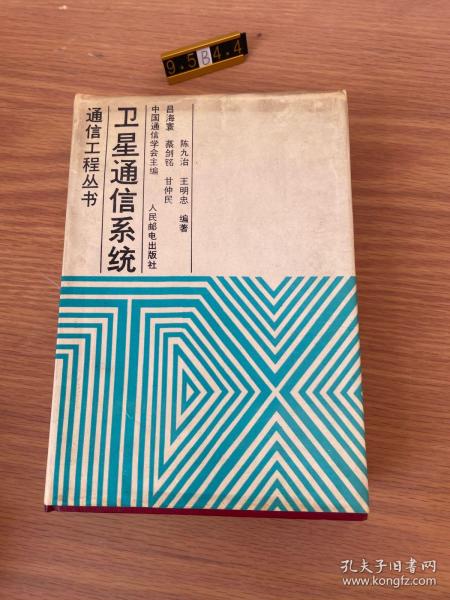 9.5B4.4
通信工程丛书
卫星通信系统
中国通信学会主编 人民邮电出版社
吕海寰 蔡剑铭 甘仲民
陈九治 王明忠 编著
TDX
孔夫子旧书网
www.kongfz.com